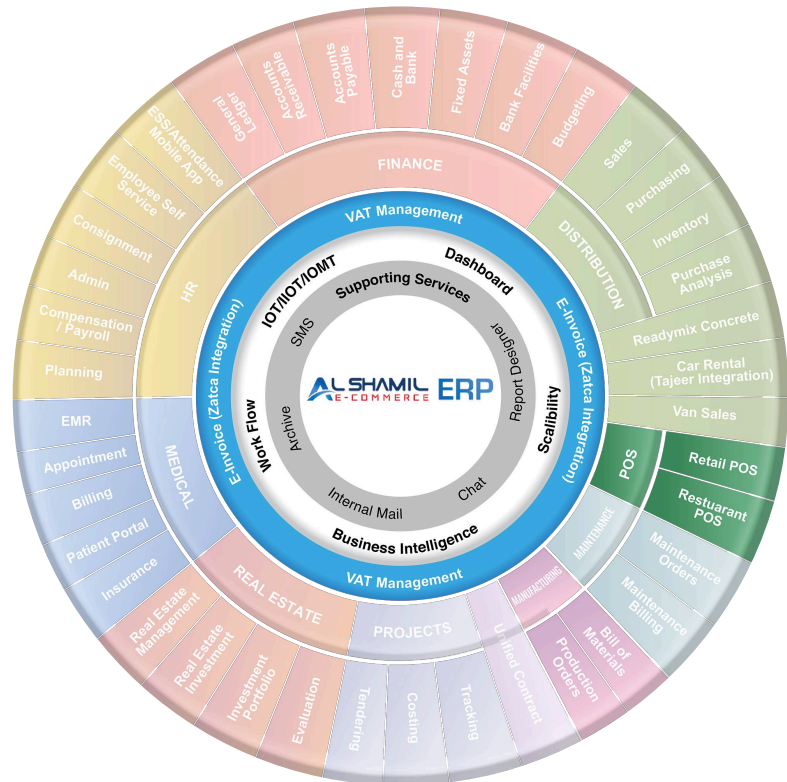 General
Ledger
Accounts
Receivable
Accounts
Payable
Cash and
Bank
Fixed Assets
Bank Facilities
Budgeting
Sales
Purchasing
Inventory
Purchase
Analysis
Readymix Concrete
Car Rental
(Tajeer Integration)
Van Sales
Retail POS
Restuarant
POS
Maintenance
Orders
Maintenance
Billing
Bill of
Materials
Production
Orders
Unified Contract
Tracking
Costing
Tendering
Evaluation
Investment
Portfolio
Real Estate
Investment
Real Estate
Management
Insurance
Patient Portal
Billing
Appointment
EMR
Planning
Compensation
/ Payroll
Admin
Consignment
Employee Self
Service
ESS/Attendance
Mobile App
FINANCE
DISTRIBUTION
POS
MAINTENANCE
MANUFACTURING
PROJECTS
REAL ESTATE
MEDICAL
HR
VAT Management
E-Invoice (Zatca Integration)
VAT Management
E-Invoice (Zatca Integration)
IOT/IIOT/IOMT
Dashboard
Scalibility
Business Intelligence
Work Flow
Supporting Services
Report Designer
Chat
Internal Mail
Archive
SMS
AL SHAMIL ERP
E-COMMERCE